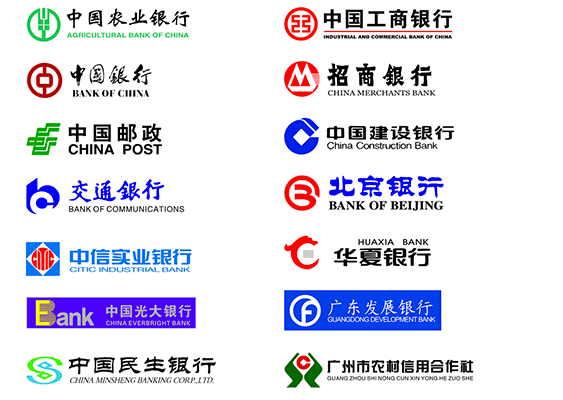 中国农业银行
AGRICULTURAL BANK OF CHINA
中国工商银行
INDUSTRIAL AND COMMERCIAL BANK OF CHINA
中国銀行
BANK OF CHINA
招商银行
CHINA MERCHANTS BANK
中国邮政
CHINA POST
中国建设银行
China Construction Bank
交通銀行
BANK OF COMMUNICATIONS
北京银行
BANK OF BEIJING
中信实业银行
CITIC INDUSTRIAL BANK
HUAXIA BANK
华夏银行
Bank
中国光大银行
CHINA EVERBRIGHT BANK
广东发展银行
GUANGDONG DEVELOPMENT BANK
中国民生银行
CHINA MINSHENG BANKING CORP.,LTD.
广州市农村信用合作社
GUANG ZHOU SHI NONG CUN XIN YONG HE ZUO SHE